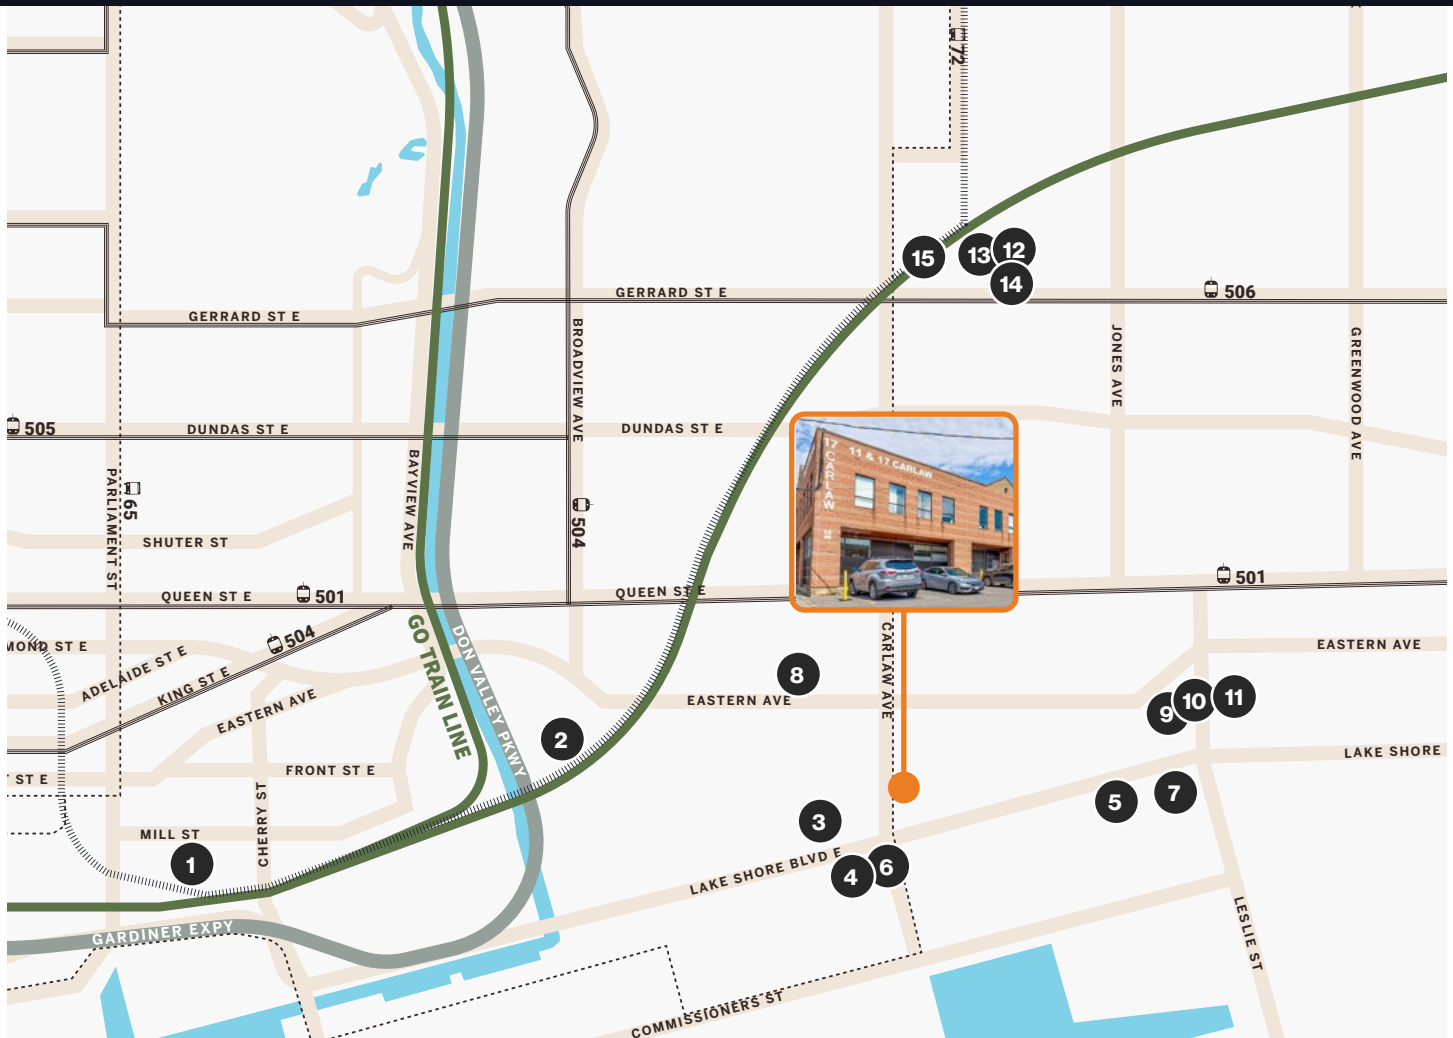 72
15
13
12
14
GERRARD ST E
506
GERRARD ST E
BROADVIEW AVE
JONES AVE
GREENWOOD AVE
505
DUNDAS ST E
DUNDAS ST E
17 CARLAW
11 & 17 CARLAW
BAYVIEW AVE
PARLIAMENT ST
65
504
SHUTER ST
QUEEN ST E
501
QUEEN ST E
501
504
MOND ST E
ADELAIDE ST E
KING ST E
EASTERN AVE
GO TRAIN LINE
DON VALLEY PKWY
CARLAW AVE
8
EASTERN AVE
EASTERN AVE
9
10
11
2
LAKE SHORE
T ST E
FRONT ST E
CHERRY ST
MILL ST
1
3
5
7
LAKE SHORE BLVD E
4
6
LESLIE ST
GARDINER EXPY
COMMISSIONERS ST